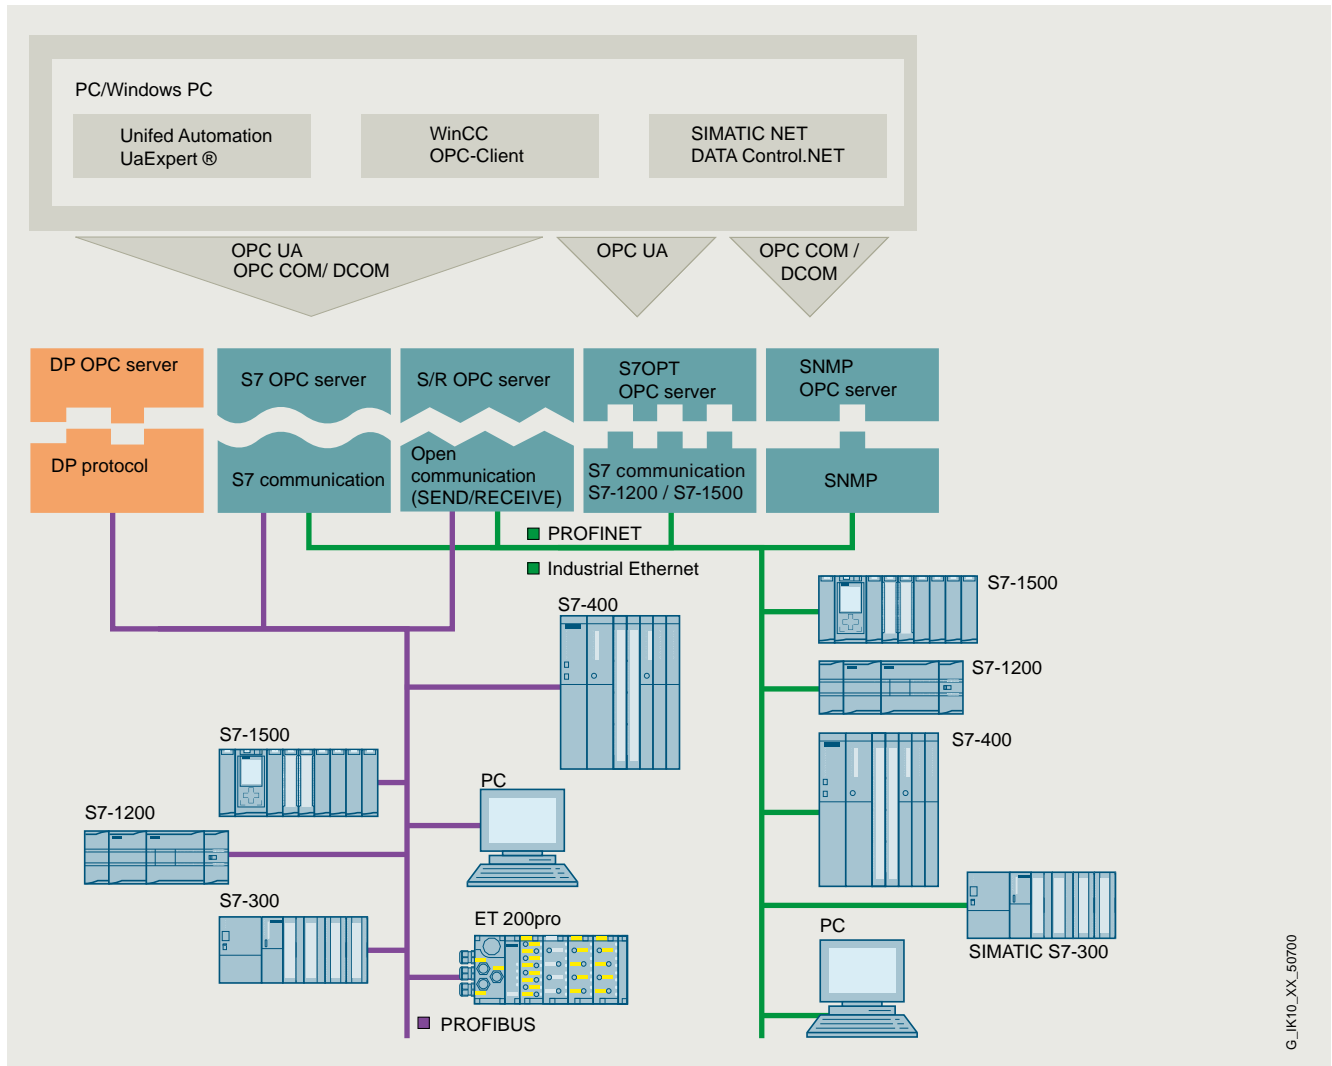 PC/Windows PC
Unifed Automation
UaExpert ®
WinCC
OPC-Client
SIMATIC NET
DATA Control.NET
OPC UA
OPC COM/ DCOM
OPC UA
OPC COM /
DCOM
DP OPC server
S7 OPC server
S/R OPC server
S7OPT
OPC server
SNMP
OPC server
DP protocol
S7 communication
Open
communication
(SEND/RECEIVE)
S7 communication
S7-1200 / S7-1500
SNMP
PROFINET
Industrial Ethernet
S7-400
S7-1500
S7-1200
S7-400
S7-1500
PC
S7-1200
S7-300
ET 200pro
PC
SIMATIC S7-300
PROFIBUS
G_IK10_XX_50700